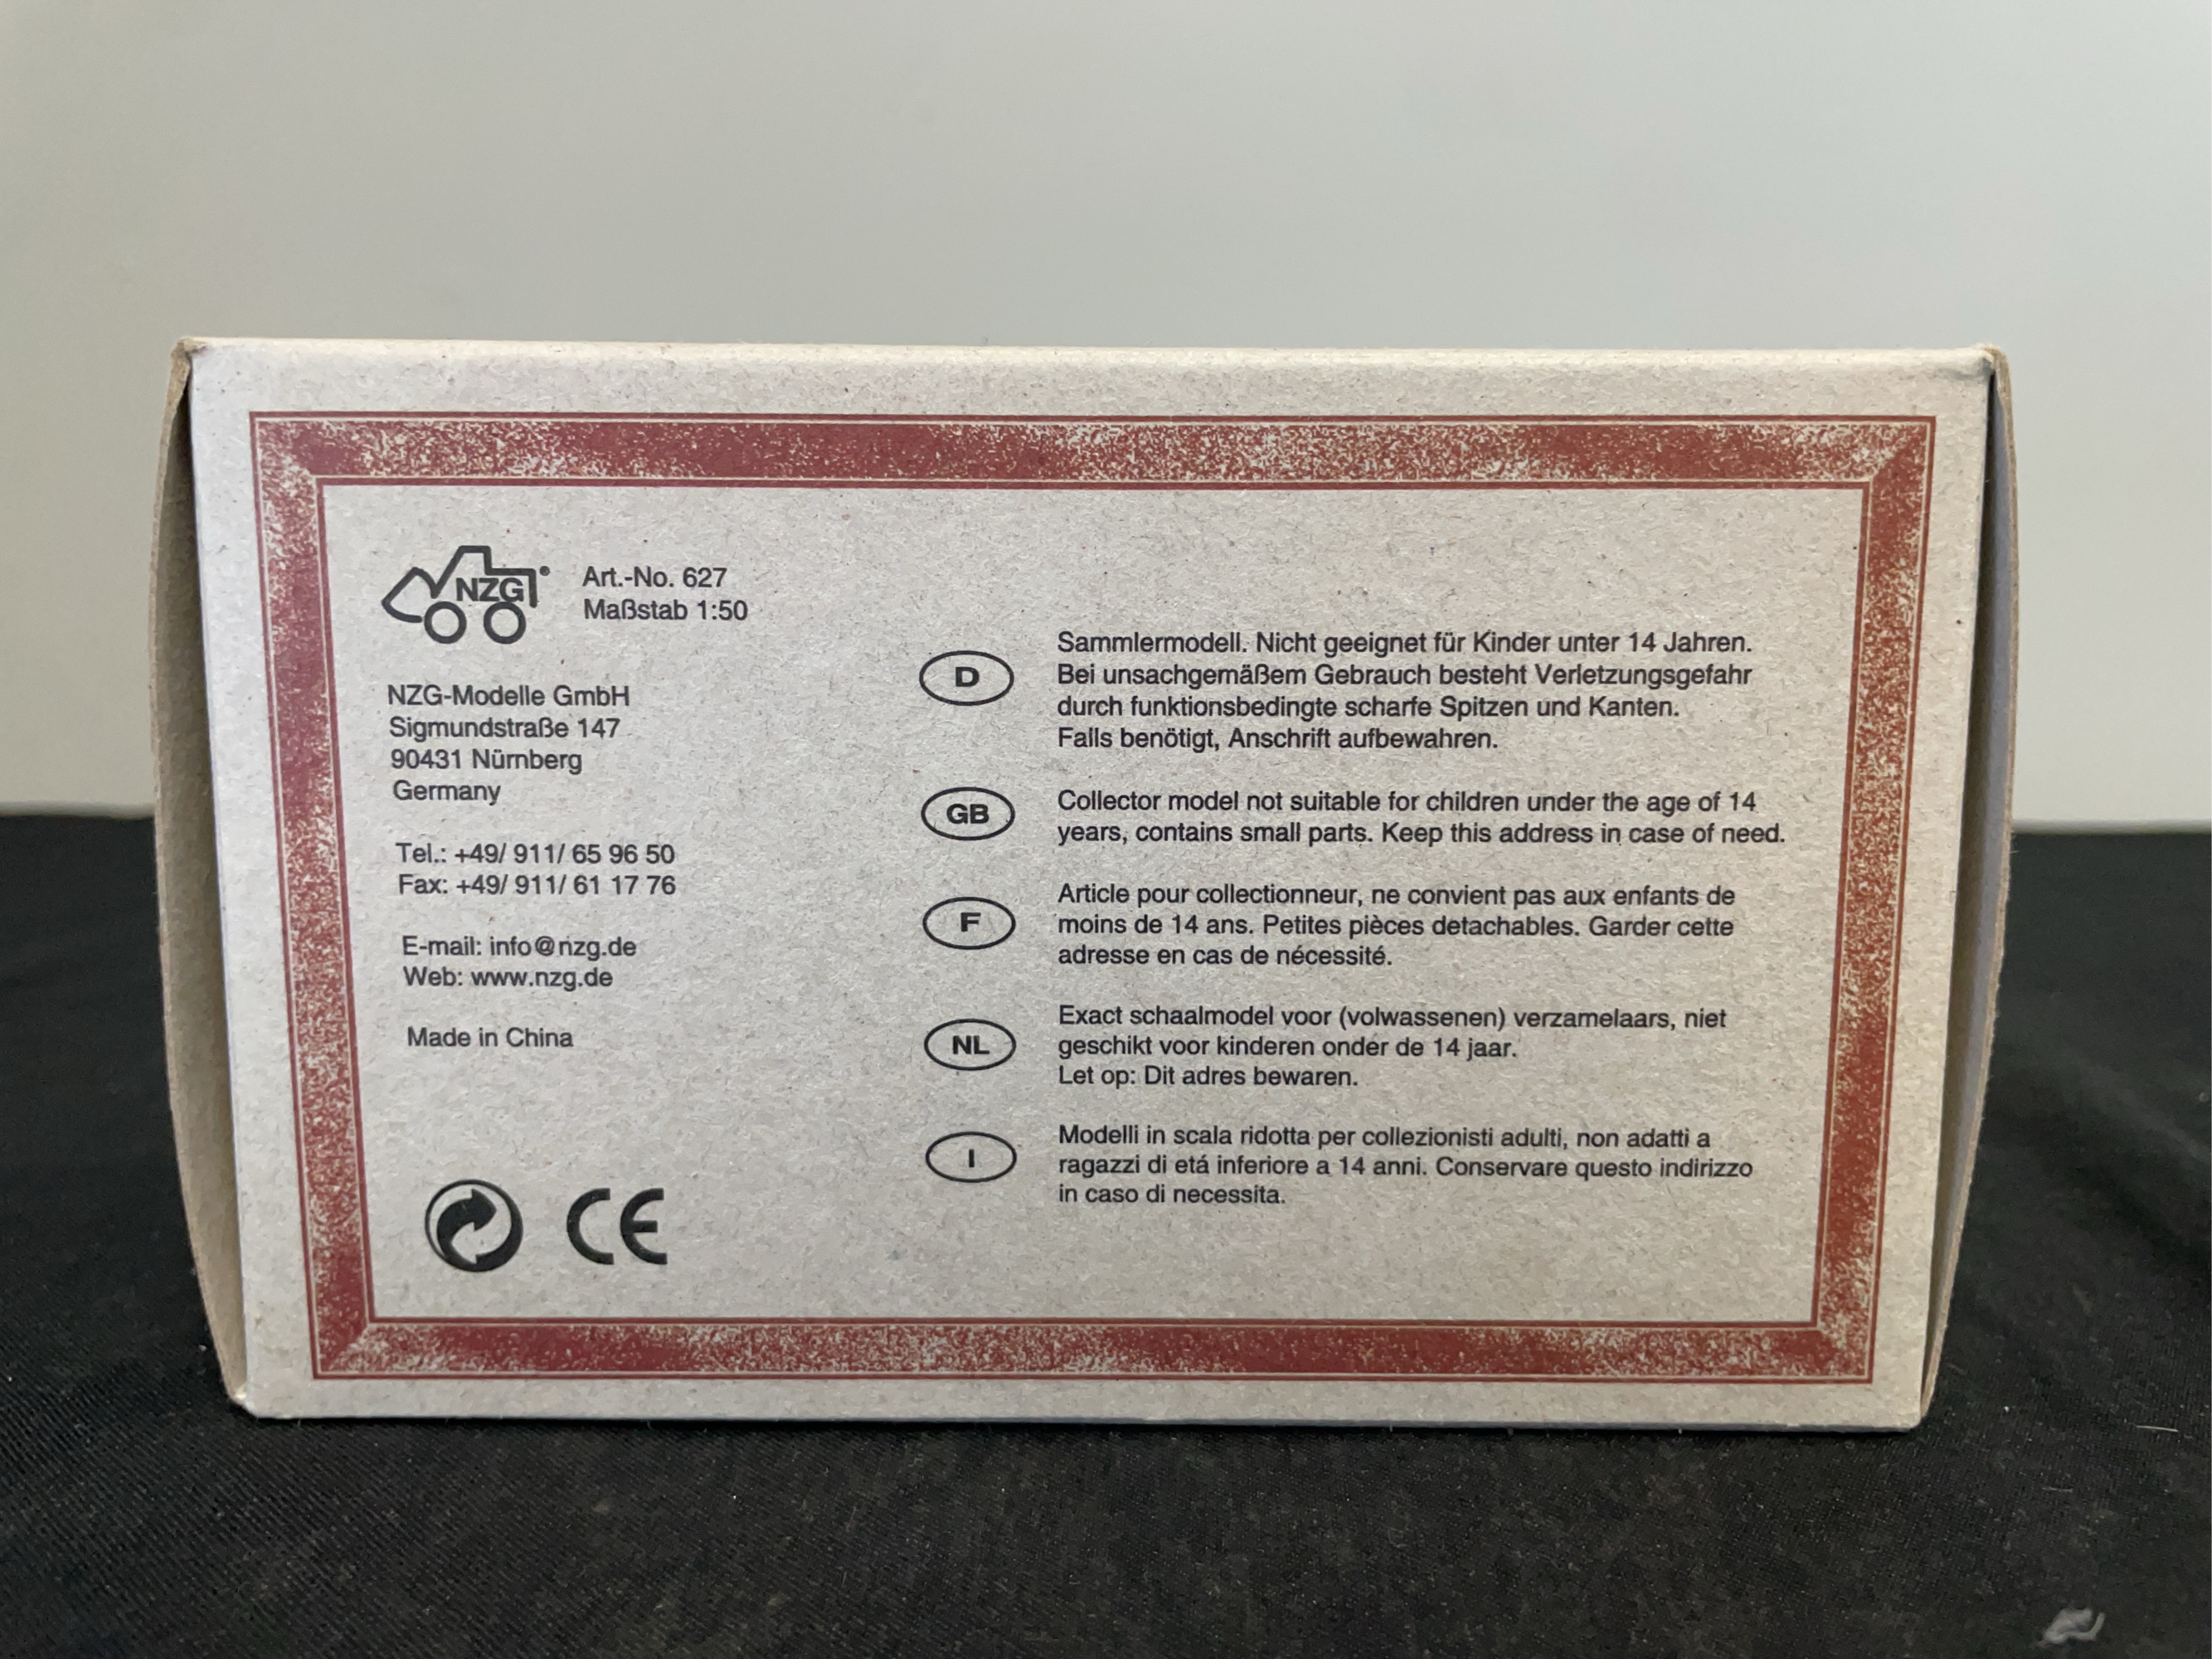 NZG
Art.-No. 627
Maßstab 1:50
NZG-Modelle GmbH
Sigmundstraße 147
90431 Nürnberg
Germany
Tel.: +49/ 911/ 65 96 50
Fax: +49/ 911/ 61 17 76
E-mail: info@nzg.de
Web: www.nzg.de
Made in China
CE
D
Sammlermodell. Nicht geeignet für Kinder unter 14 Jahren.
Bei unsachgemäßem Gebrauch besteht Verletzungsgefahr
durch funktionsbedingte scharfe Spitzen und Kanten.
Falls benötigt, Anschrift aufbewahren.
GB
Collector model not suitable for children under the age of 14
years, contains small parts. Keep this address in case of need.
F
Article pour collectionneur, ne convient pas aux enfants de
moins de 14 ans. Petites pièces detachables. Garder cette
adresse en cas de nécessité.
NL
Exact schaalmodel voor (volwassenen) verzamelaars, niet
geschikt voor kinderen onder de 14 jaar.
Let op: Dit adres bewaren.
I
Modelli in scala ridotta per collezionisti adulti, non adatti a
ragazzi di etá inferiore a 14 anni. Conservare questo indirizzo
in caso di necessita.